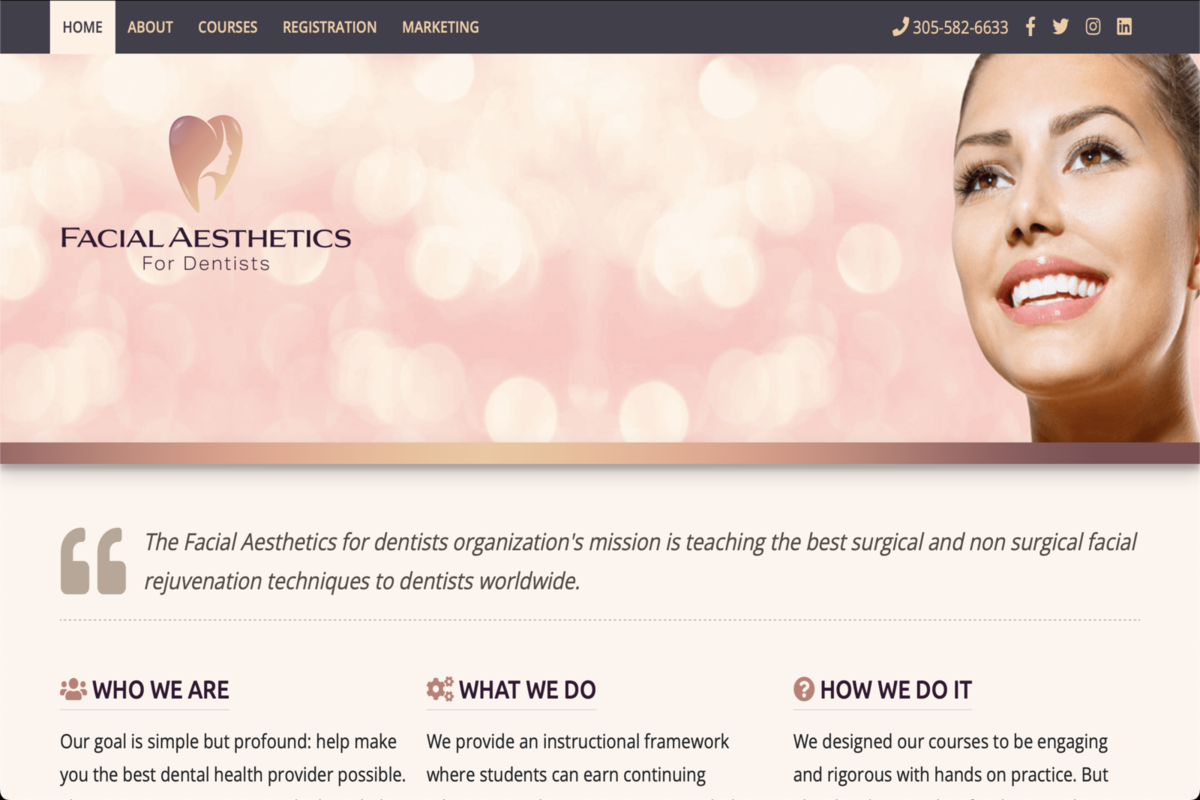 HOME ABOUT COURSES REGISTRATION MARKETING 305-582-6633
FACIAL AESTHETICS
For Dentists
The Facial Aesthetics for dentists organization's mission is teaching the best surgical and non surgical facial
rejuvenation techniques to dentists worldwide.
WHO WE ARE
Our goal is simple but profound: help make
you the best dental health provider possible.
WHAT WE DO
We provide an instructional framework
where students can earn continuing
HOW WE DO IT
We designed our courses to be engaging
and rigorous with hands on practice. But